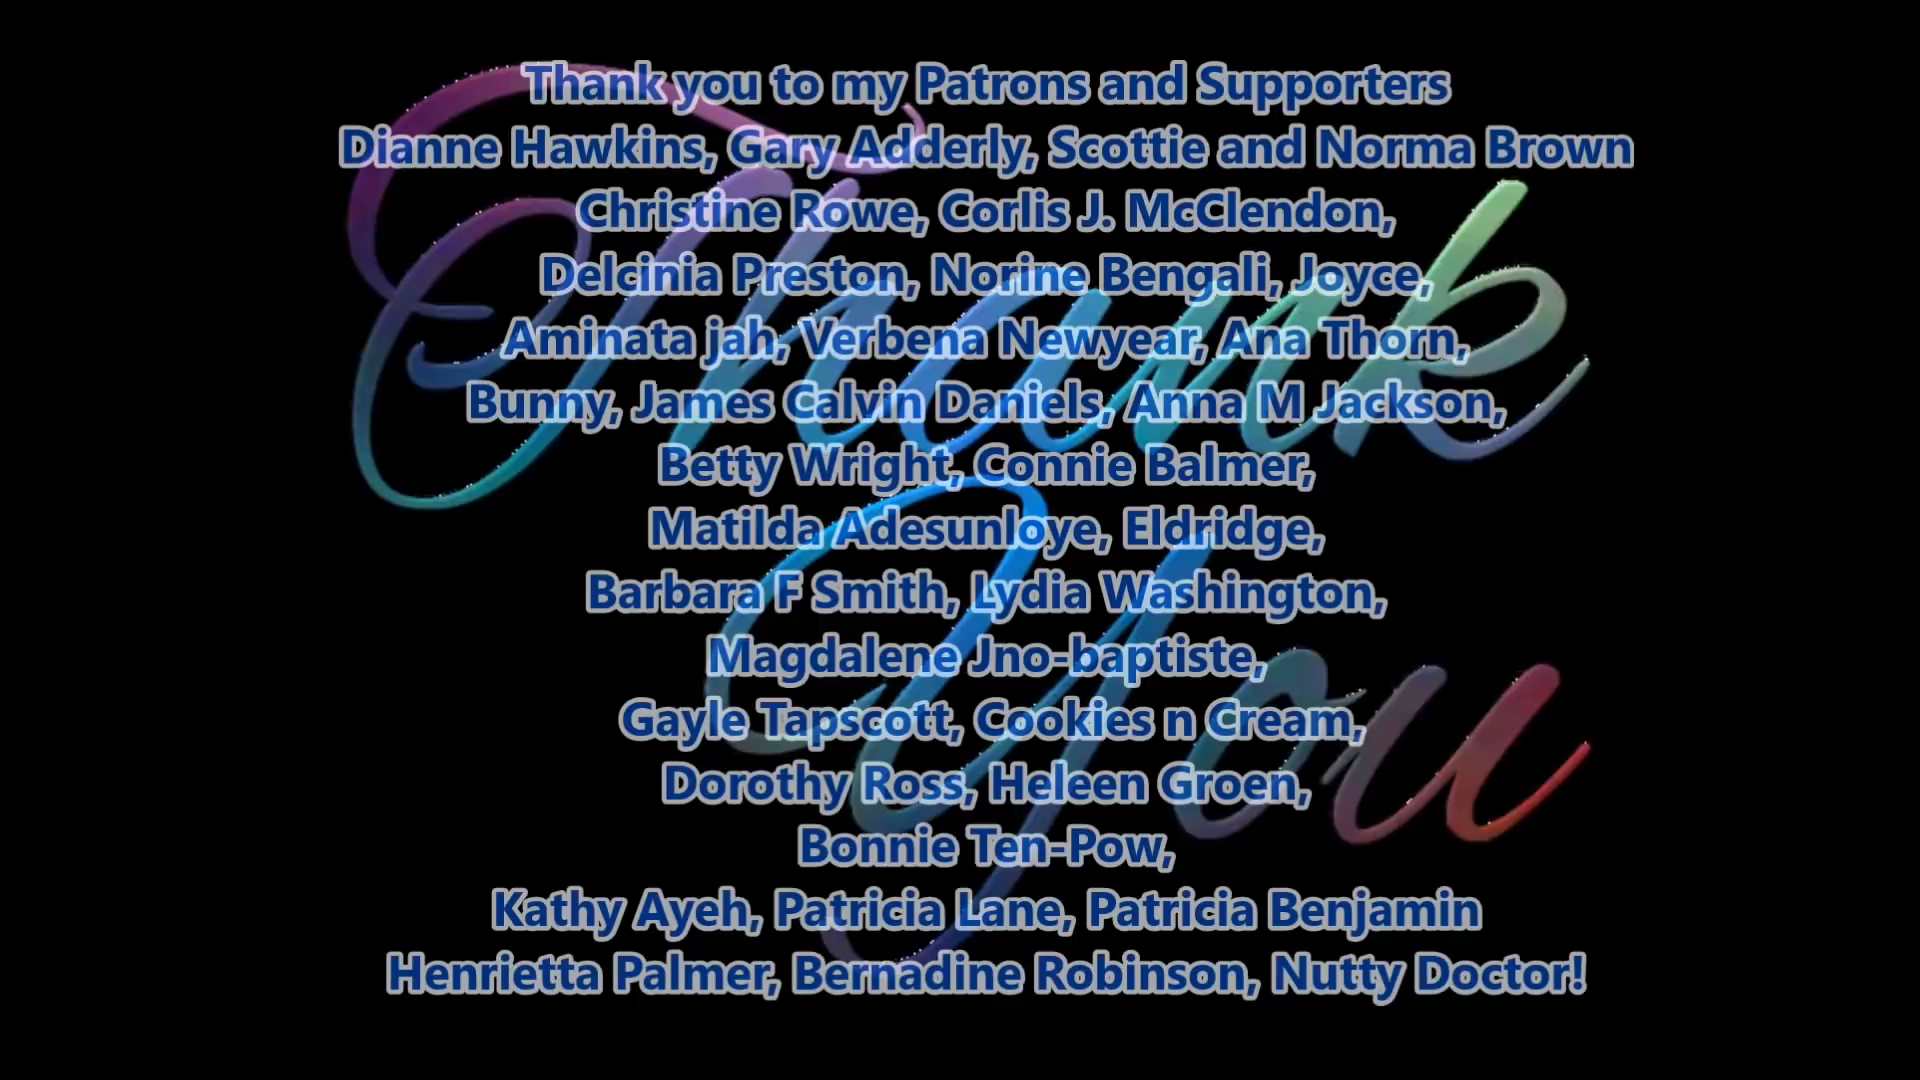 Thank you to my Patrons and Supporters
Dianne Hawkins, Gary Adderly, Scottie and Norma Brown
Christine Rowe, Corlis J. McClendon,
Delcinia Preston, Norine Bengali, Joyce,
Aminata jah, Verbena Newyear, Ana Thorn,
Bunny, James Calvin Daniels, Anna M Jackson,
Betty Wright, Connie Balmer,
Matilda Adesunloye, Eldridge,
Barbara F Smith, Lydia Washington,
Magdalene Jno-baptiste,
Gayle Tapscott, Cookies n Cream,
Dorothy Ross, Heleen Groen,
Bonnie Ten-Pow,
Kathy Ayeh, Patricia Lane, Patricia Benjamin
Henrietta Palmer, Bernadine Robinson, Nutty Doctor!
Thank
You